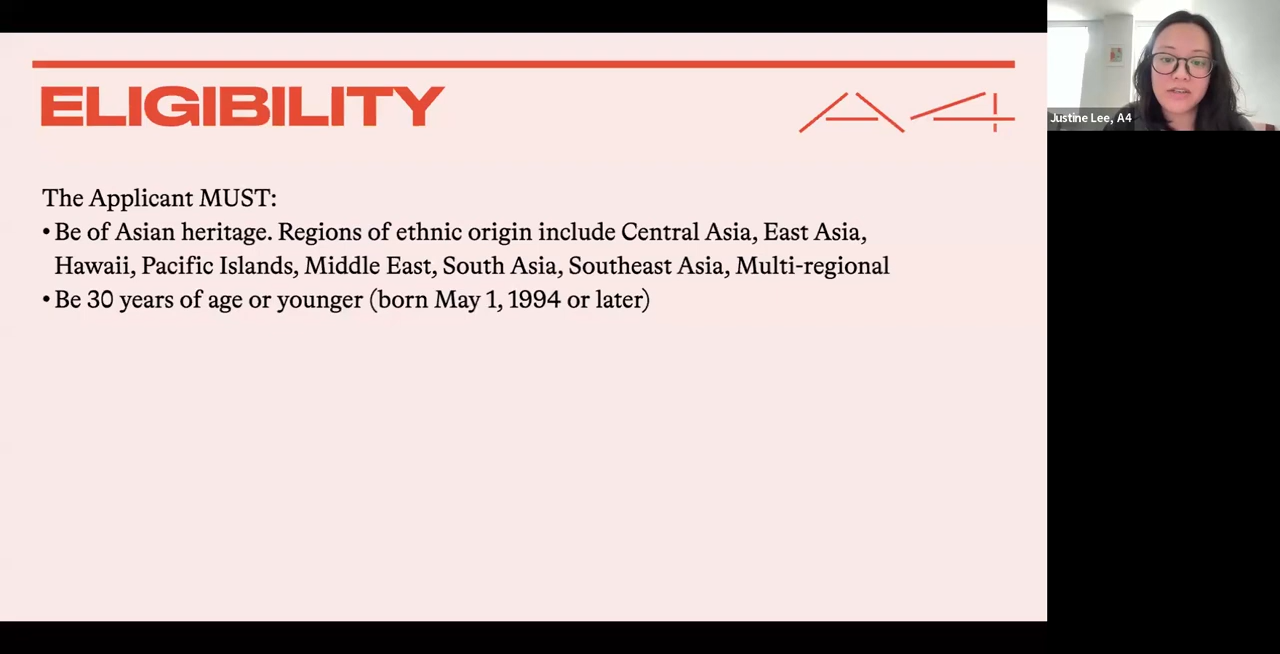 ELIGIBILITY
A4
The Applicant MUST:
• Be of Asian heritage. Regions of ethnic origin include Central Asia, East Asia,
Hawaii, Pacific Islands, Middle East, South Asia, Southeast Asia, Multi-regional
• Be 30 years of age or younger (born May 1, 1994 or later)
Justine Lee, A4